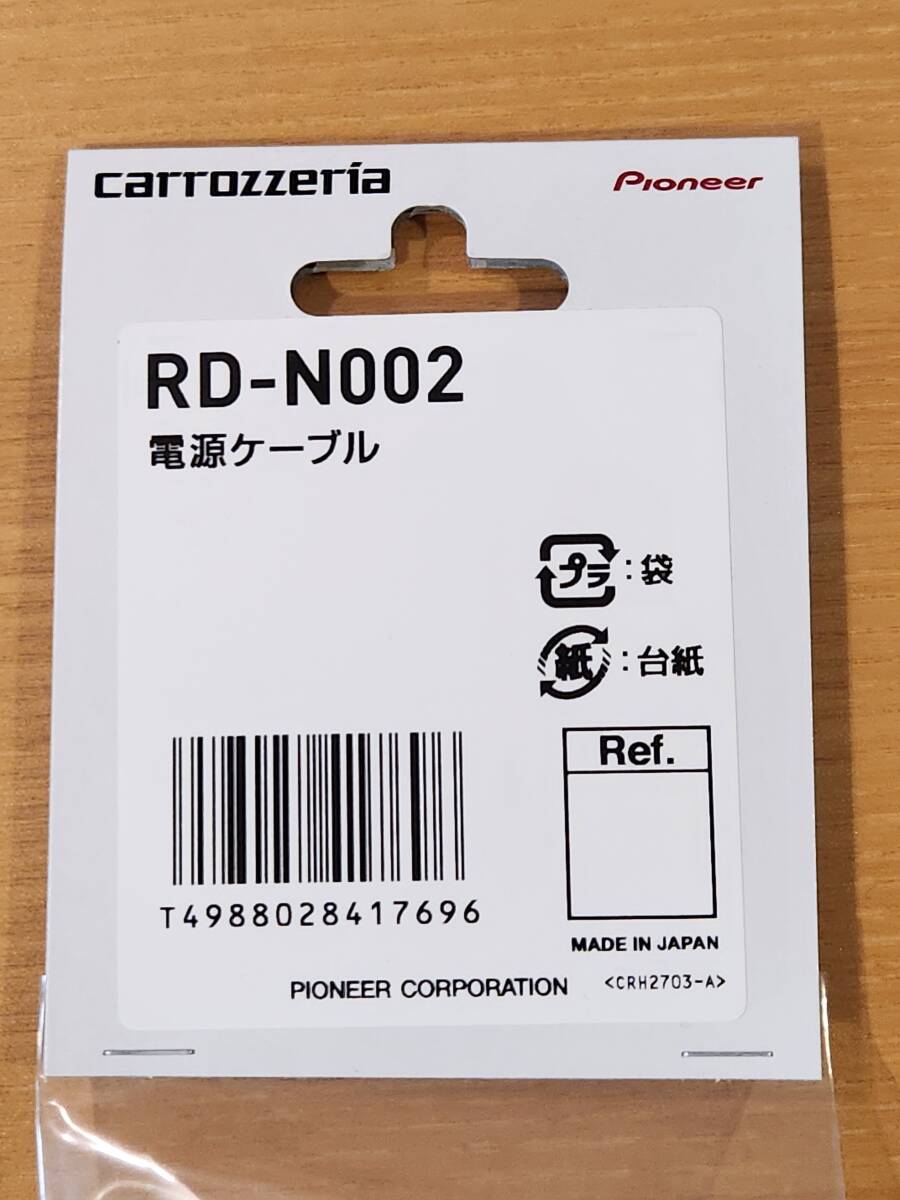 carrozzeria
Pioneer
RD-N002
電源ケーブル
プラ:袋
紙:台紙
Ref.
T4988028417696
MADE IN JAPAN
PIONEER CORPORATION
<CRH2703-A>